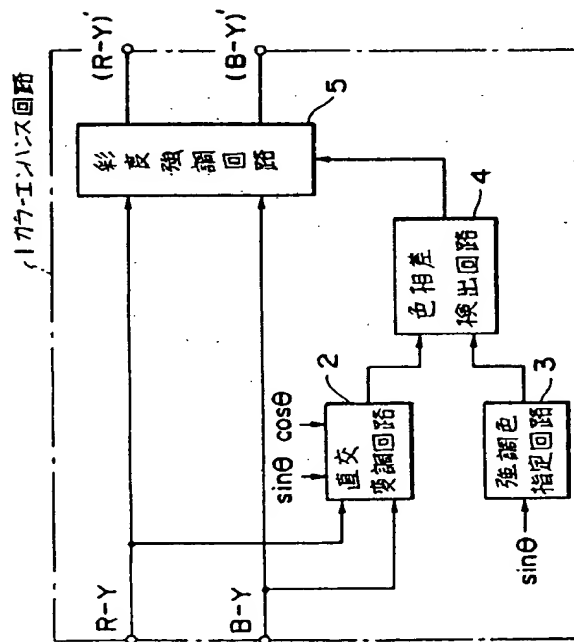 1 カラーエンハンス回路
R-Y
(R-Y)'
B-Y
(B-Y)'
彩度強調回路
5
sinθ cosθ
直交
変調回路
2
色相差
検出回路
4
強調色
指定回路
3
sinθ